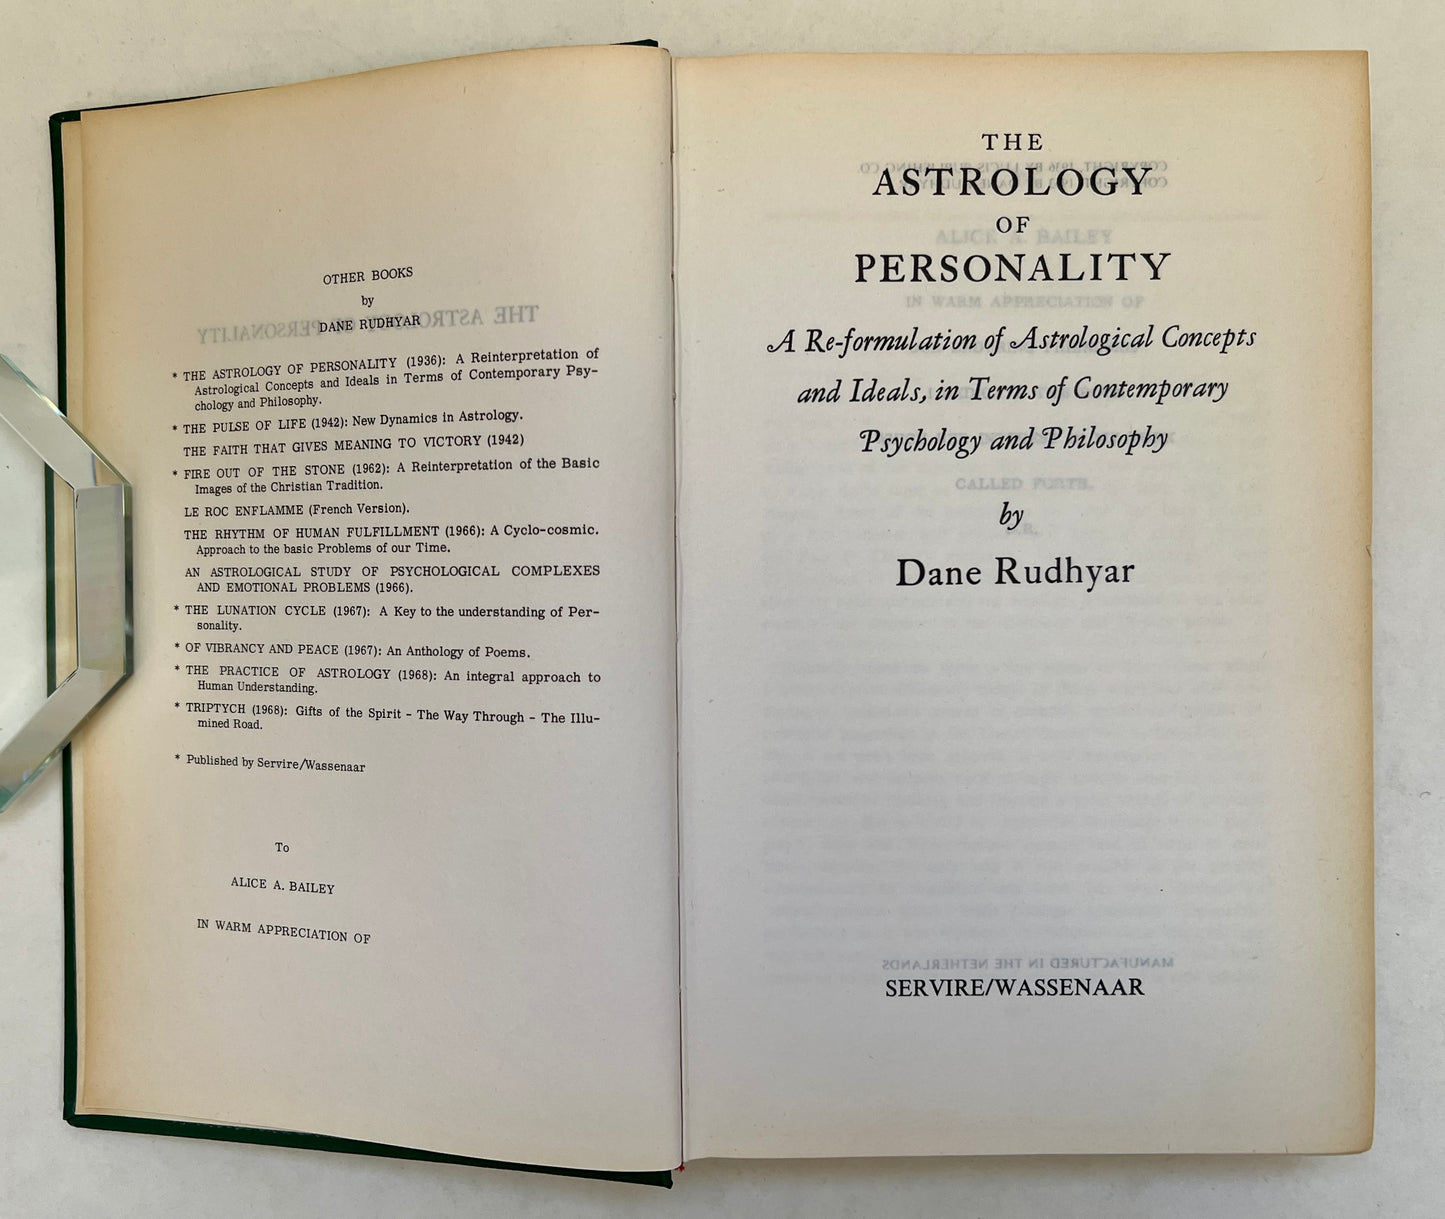 OTHER BOOKS
by
DANE RUDHYAR
* THE ASTROLOGY OF PERSONALITY (1936): A Reinterpretation of
Astrological Concepts and Ideals in Terms of Contemporary Psy-
chology and Philosophy.
* THE PULSE OF LIFE (1942): New Dynamics in Astrology.
THE FAITH THAT GIVES MEANING TO VICTORY (1942)
* FIRE OUT OF THE STONE (1962): A Reinterpretation of the Basic
Images of the Christian Tradition.
LE ROC ENFLAMME (French Version).
THE RHYTHM OF HUMAN FULFILLMENT (1966): A Cyclo-cosmic.
Approach to the basic Problems of our Time.
AN ASTROLOGICAL STUDY OF PSYCHOLOGICAL COMPLEXES
AND EMOTIONAL PROBLEMS (1966).
* THE LUNATION CYCLE (1967): A Key to the understanding of Per-
sonality.
* OF VIBRANCY AND PEACE (1967): An Anthology of Poems.
* THE PRACTICE OF ASTROLOGY (1968): An integral approach to
Human Understanding.
* TRIPTYCH (1968): Gifts of the Spirit - The Way Through - The Illu-
mined Road.
* Published by Servire/Wassenaar
To
ALICE A. BAILEY
IN WARM APPRECIATION OF
THE
ASTROLOGY
OF
PERSONALITY
A Re-formulation of Astrological Concepts
and Ideals, in Terms of Contemporary
Psychology and Philosophy
by
Dane Rudhyar
MANUFACTURED IN THE NETHERLANDS
SERVIRE/WASSENAAR